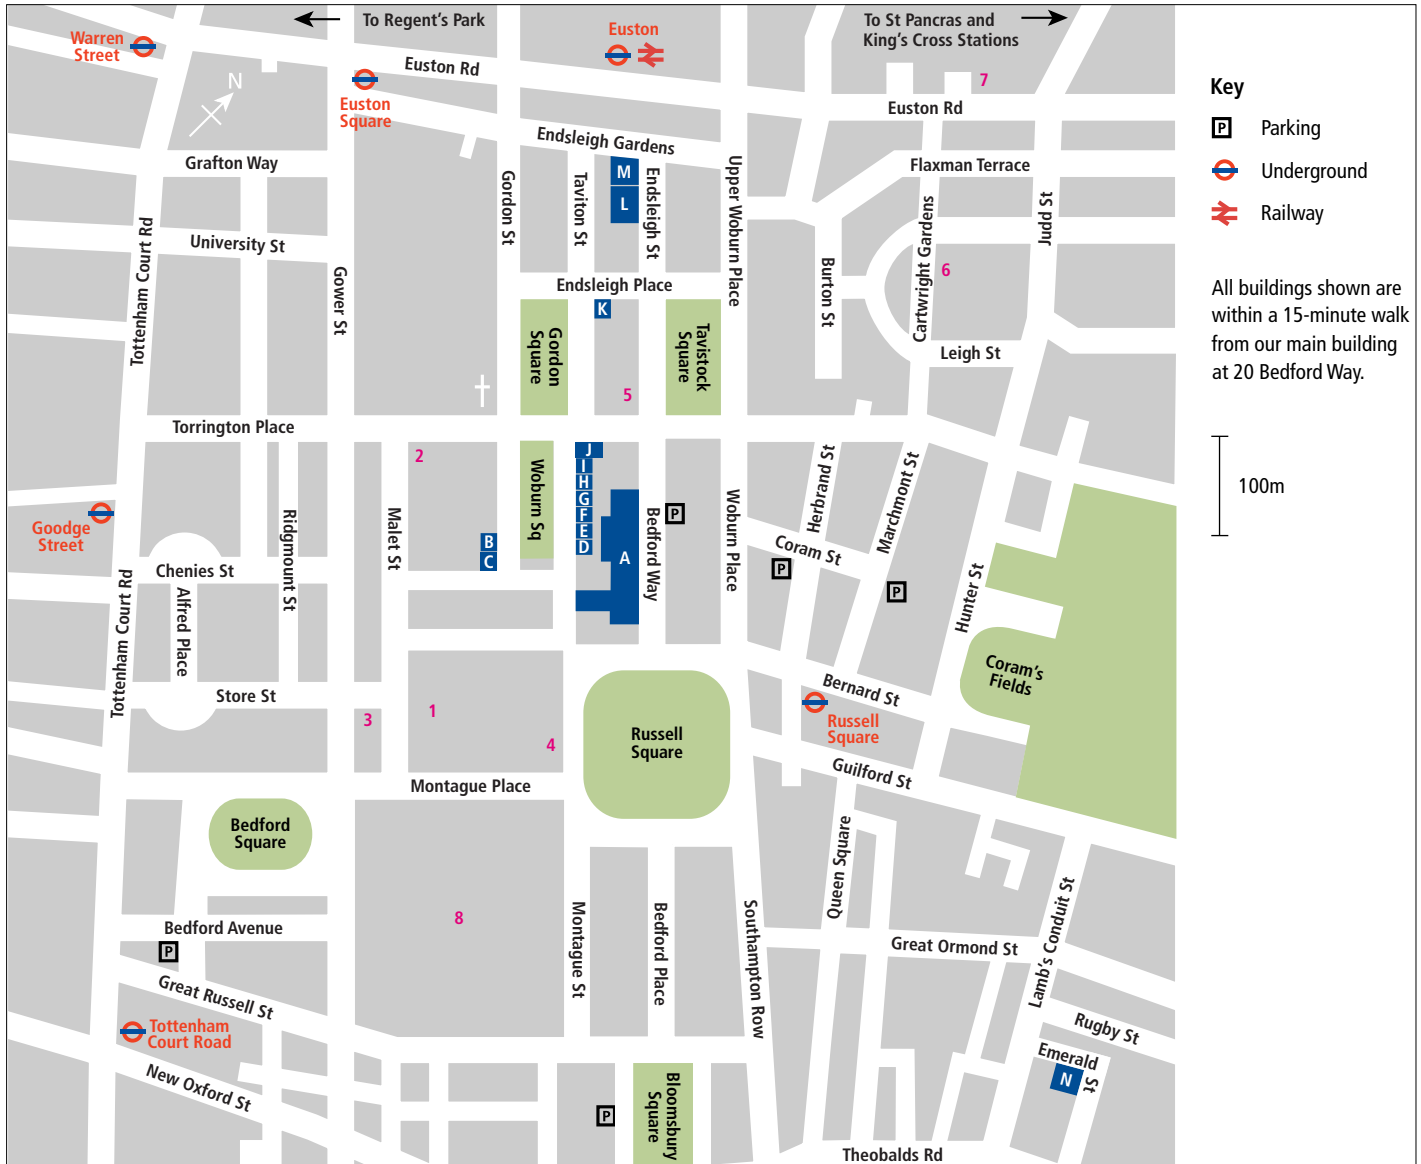 To Regent's Park
To St Pancras and
King's Cross Stations
Warren
Street
Euston
Euston Rd
Euston
Square
N
7
Euston Rd
Endsleigh Gardens
Grafton Way
Flaxman Terrace
M
L
Gordon St
Taviton St
Endsleigh St
Upper Woburn Place
Tottenham Court Rd
University St
Gower St
Judd St
Cartwright Gardens
6
Burton St
Endsleigh Place
K
Gordon
Square
Tavistock
Square
Leigh St
5
Torrington Place
2
J
I
H
G
F
E
D
A
B
C
Woburn Sq
Bedford Way
P
Woburn Place
Herbrand St
Marchmont St
Coram St
P
P
Hunter St
Goodge
Street
Ridgmount St
Malet St
Chenies St
Alfred Place
Tottenham Court Rd
Store St
3
1
4
Russell
Square
Bernard St
Russell
Square
Coram's
Fields
Guilford St
Montague Place
Bedford
Square
Queen Square
8
Bedford Avenue
P
Great Russell St
Montague St
Bedford Place
Southampton Row
Great Ormond St
Lamb's Conduit St
Rugby St
Emerald
St
N
Tottenham
Court Road
New Oxford St
P
Bloomsbury
Square
Theobalds Rd
Key
P Parking
Underground
Railway
All buildings shown are
within a 15-minute walk
from our main building
at 20 Bedford Way.
100m